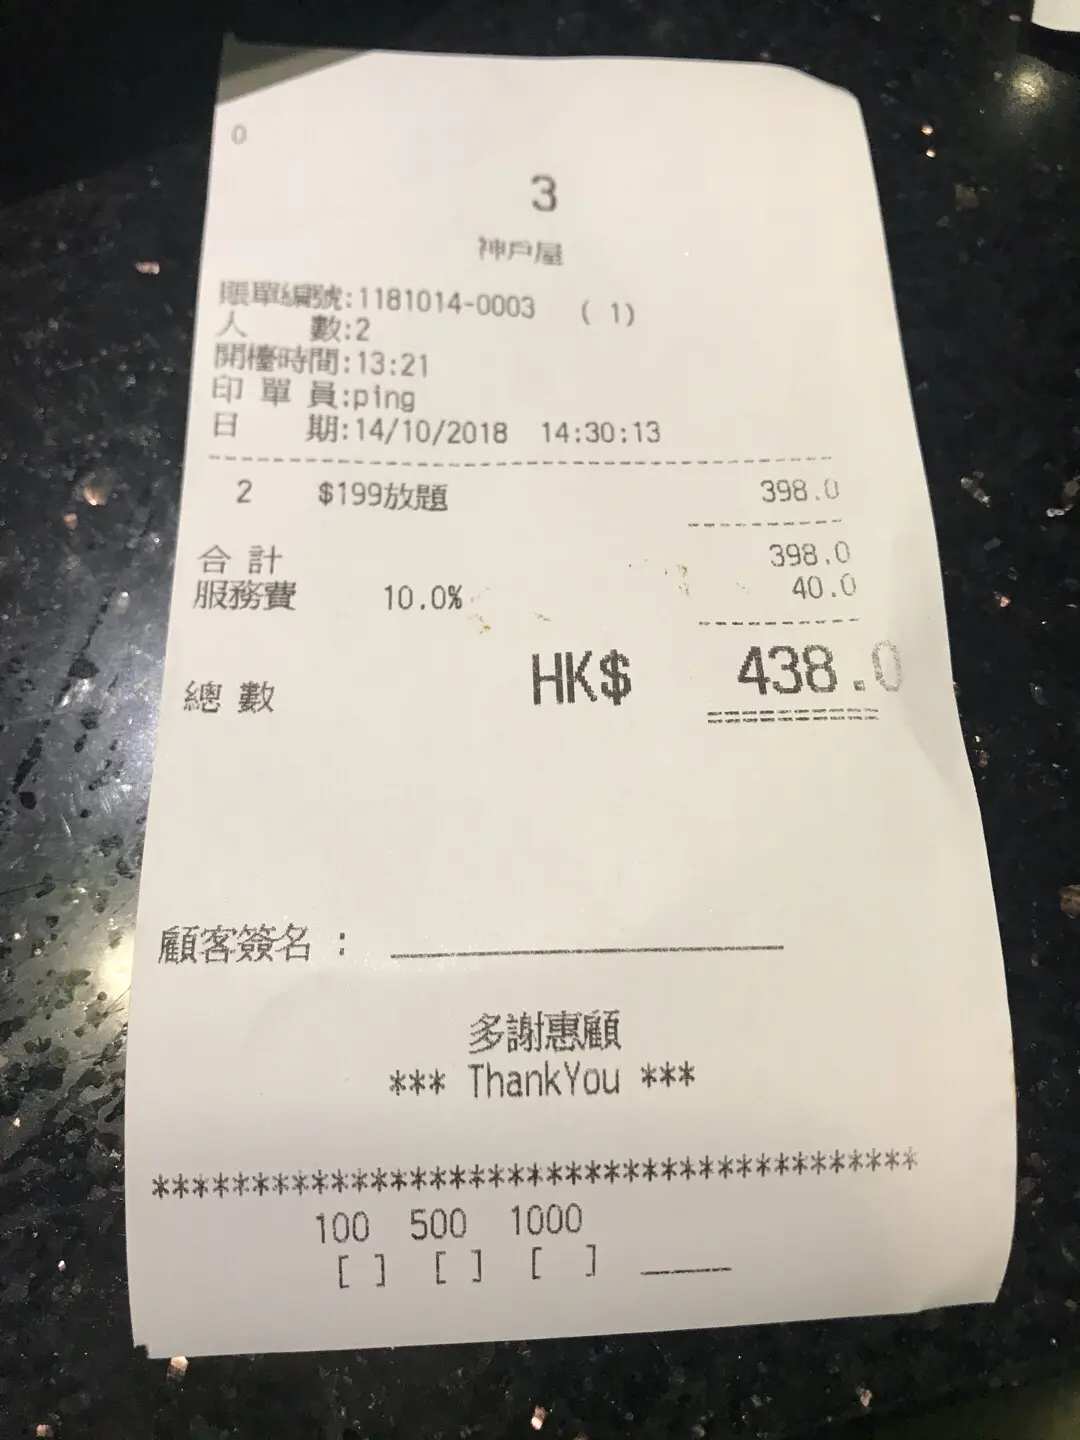 0
3
神戶屋
賬單編號:1181014-0003 ( 1)
人 數:2
開檯時間:13:21
印 單 員:ping
日 期:14/10/2018 14:30:13
2 $199放題 398.0
合 計 398.0
服務費 10.0% 40.0
總 數 HK$ 438.0
顧客簽名 : ____________
多謝惠顧
*** ThankYou ***
***************************************
100 500 1000
[ ] [ ] [ ] _____